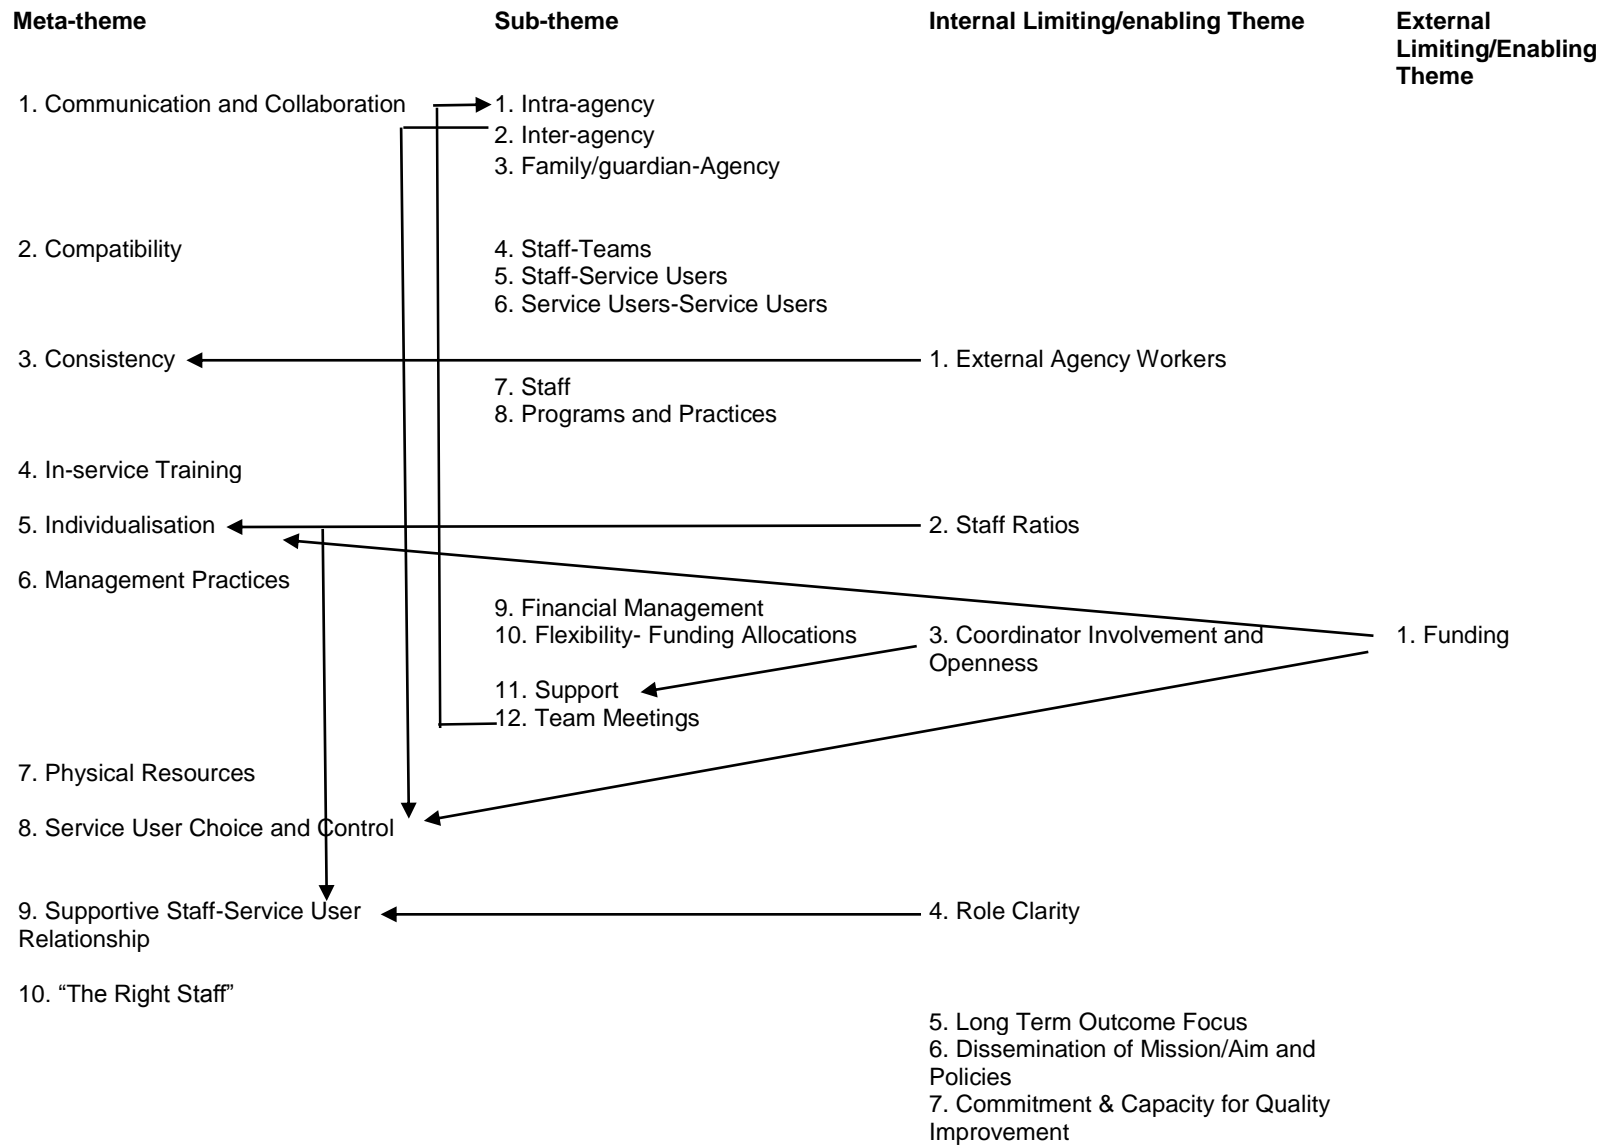 Meta-theme
Sub-theme
Internal Limiting/enabling Theme
External
Limiting/Enabling
Theme
1. Communication and Collaboration
1. Intra-agency
2. Inter-agency
3. Family/guardian-Agency
2. Compatibility
4. Staff-Teams
5. Staff-Service Users
6. Service Users-Service Users
3. Consistency
1. External Agency Workers
7. Staff
8. Programs and Practices
4. In-service Training
5. Individualisation
2. Staff Ratios
6. Management Practices
9. Financial Management
10. Flexibility- Funding Allocations
3. Coordinator Involvement and
Openness
1. Funding
11. Support
12. Team Meetings
7. Physical Resources
8. Service User Choice and Control
9. Supportive Staff-Service User
Relationship
4. Role Clarity
10. “The Right Staff”
5. Long Term Outcome Focus
6. Dissemination of Mission/Aim and
Policies
7. Commitment & Capacity for Quality
Improvement